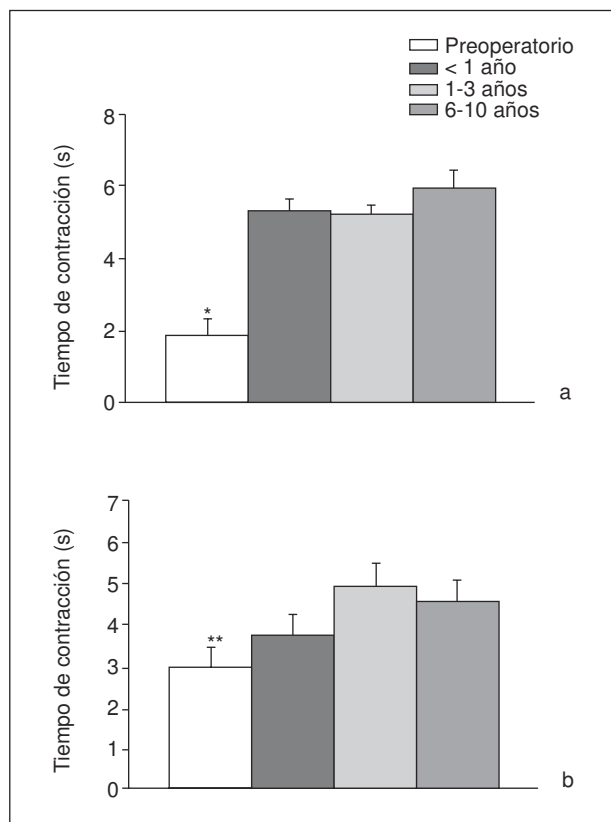 Preoperatorio
< 1 año
1-3 años
6-10 años
Tiempo de contracción (s)
8
6
4
2
0
*
a
Tiempo de contracción (s)
7
6
5
4
3
2
1
0
**
b